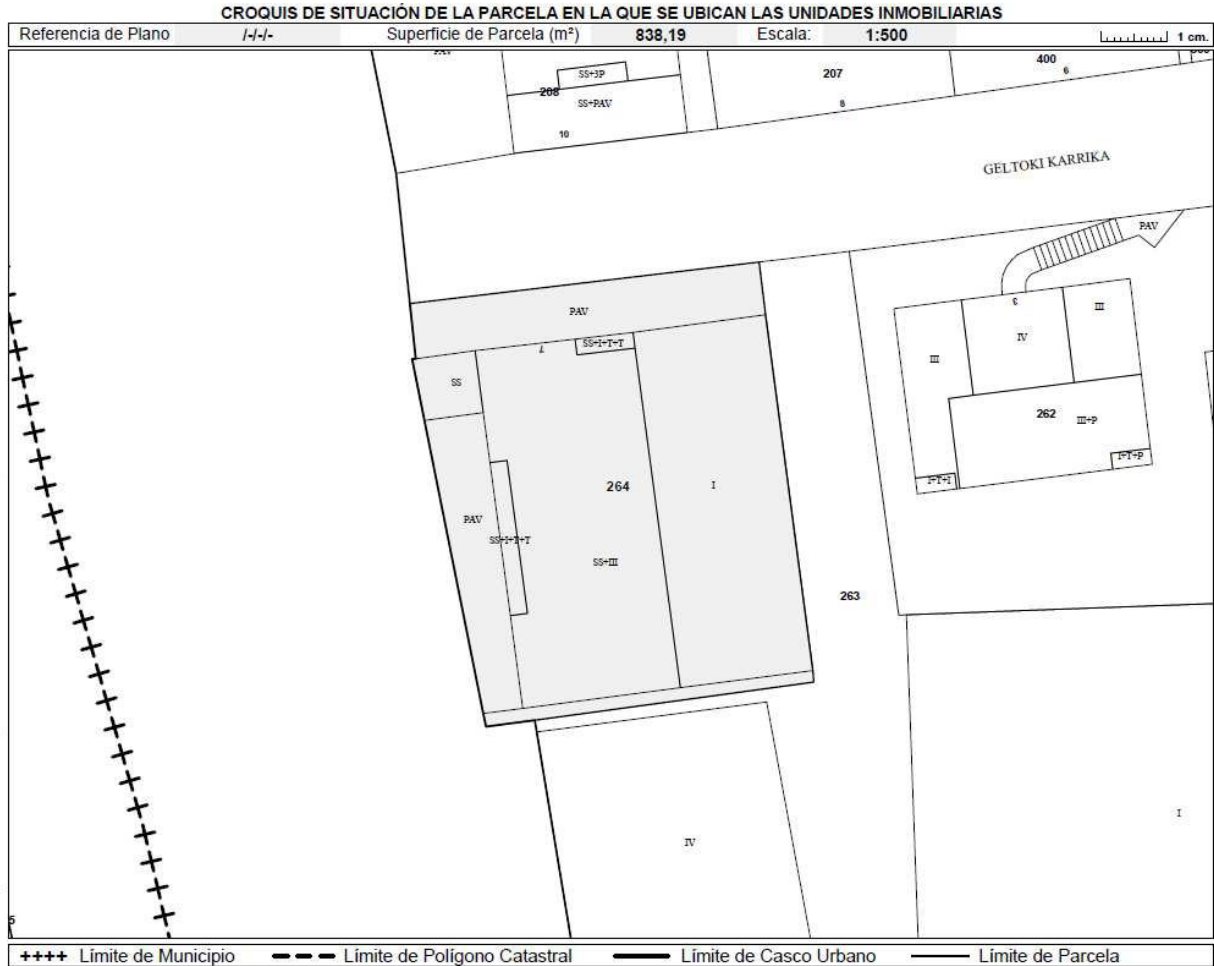 CROQUIS DE SITUACIÓN DE LA PARCELA EN LA QUE SE UBICAN LAS UNIDADES INMOBILIARIAS
Referencia de Plano /-/-/- Superficie de Parcela (m²) 838,19 Escala: 1:500 1 cm.
400
SS+3P
207
6
208
SS+PAV
8
10
GELTOKI KARRIKA
PAV
PAV
3
III
IV
III
7
SS+I+T+T
SS
262
III+P
I+T+P
I+T+I
264
I
PAV
SS+I+T+T
SS+III
263
I
IV
5
++++ Límite de Municipio
Límite de Polígono Catastral
Límite de Casco Urbano
Límite de Parcela